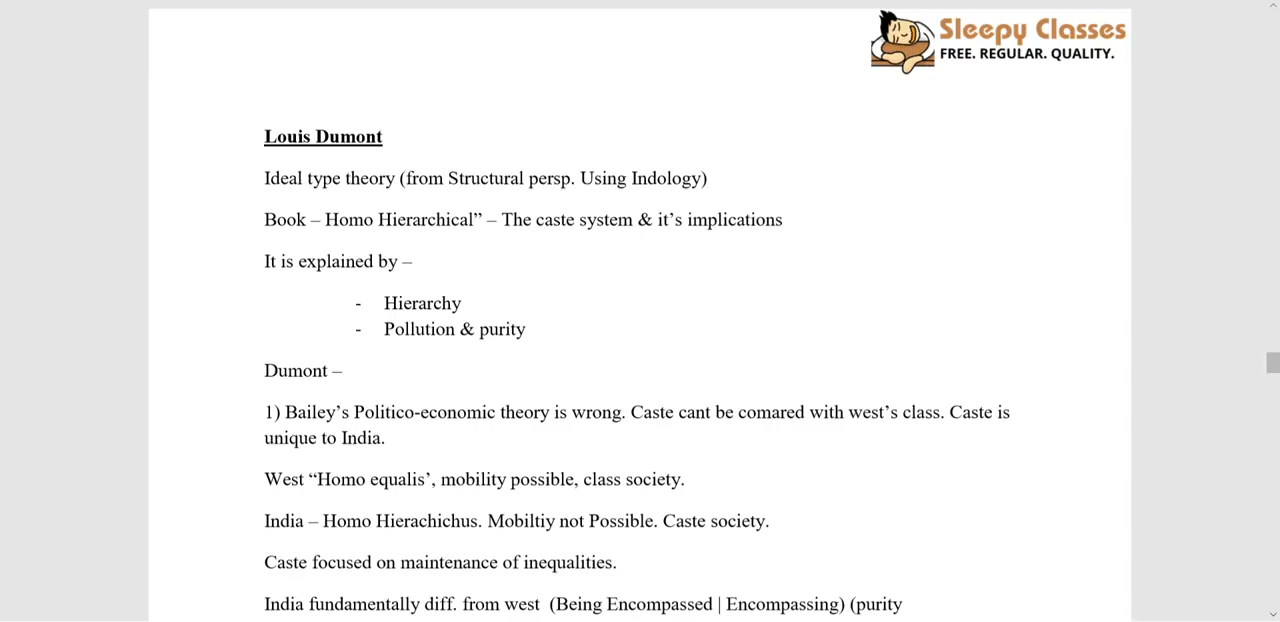 Sleepy Classes
FREE. REGULAR. QUALITY.
Louis Dumont
Ideal type theory (from Structural persp. Using Indology)
Book – Homo Hierarchical” – The caste system & it’s implications
It is explained by –
- Hierarchy
- Pollution & purity
Dumont –
1) Bailey’s Politico-economic theory is wrong. Caste cant be comared with west’s class. Caste is
unique to India.
West “Homo equalis’, mobility possible, class society.
India – Homo Hierachichus. Mobiltiy not Possible. Caste society.
Caste focused on maintenance of inequalities.
India fundamentally diff. from west  (Being Encompassed | Encompassing) (purity